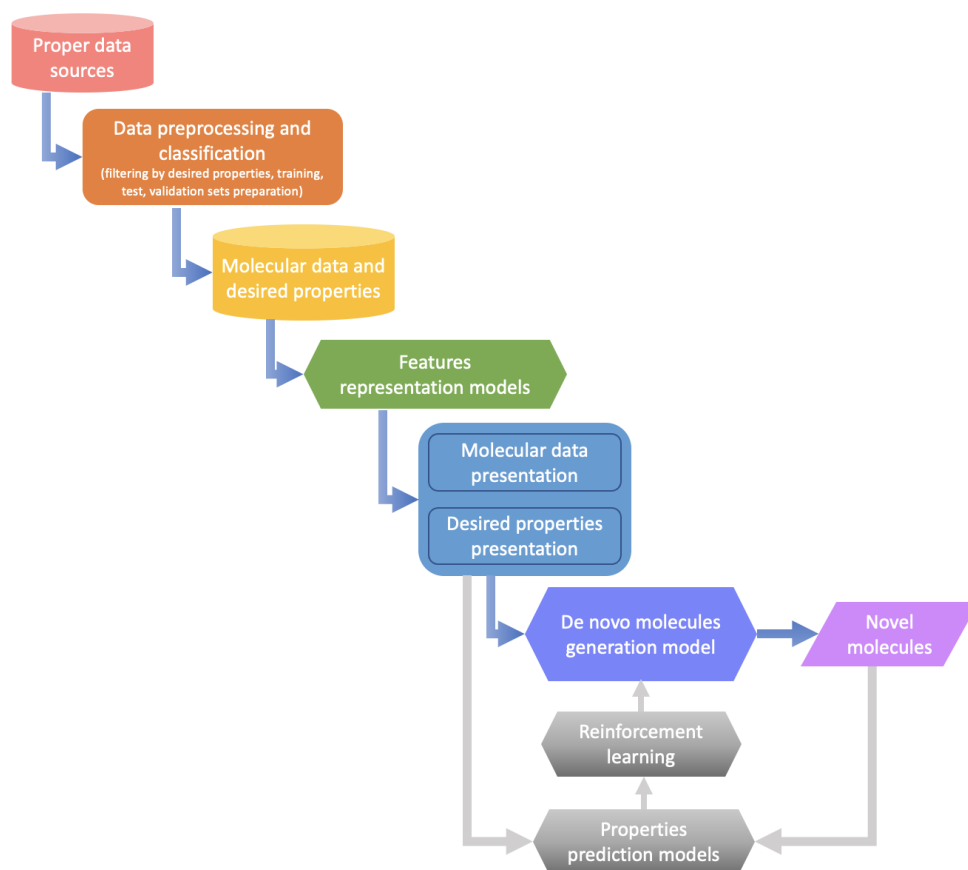 Proper data
sources
Data preprocessing and
classification
(filtering by desired properties, training,
test, validation sets preparation)
Molecular data and
desired properties
Features
representation models
Molecular data
presentation
Desired properties
presentation
De novo molecules
generation model
Novel
molecules
Reinforcement
learning
Properties
prediction models